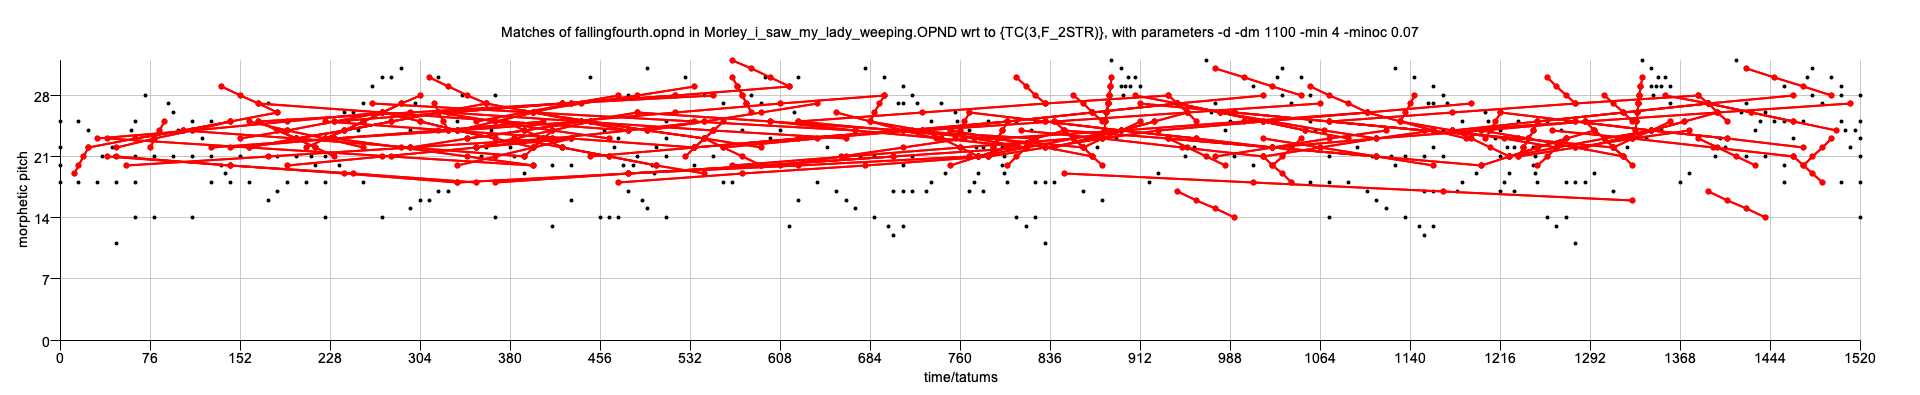 Matches of fallingfourth.opnd in Morley_i_saw_my_lady_weeping.OPND wrt to {TC(3,F_2STR)}, with parameters -d -dm 1100 -min 4 -minoc 0.07
morphetic pitch
28
21
14
7
0
0 76 152 228 304 380 456 532 608 684 760 836 912 988 1064 1140 1216 1292 1368 1444 1520
time/tatums